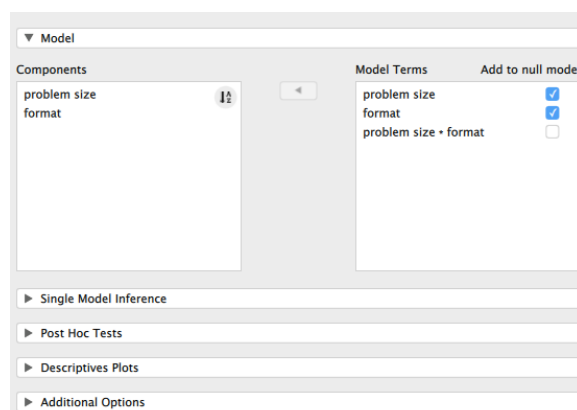 Model
Components
problem size
format
Model Terms Add to null mode
problem size
format
problem size * format
Single Model Inference
Post Hoc Tests
Descriptives Plots
Additional Options